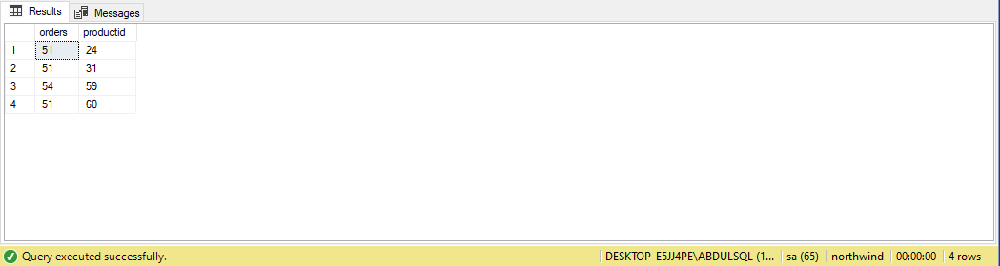 Results Messages
orders productid
1 51 24
2 51 31
3 54 59
4 51 60
Query executed successfully. DESKTOP-E5JJ4PE\ABDULSQL (1... sa (65) northwind 00:00:00 4 rows